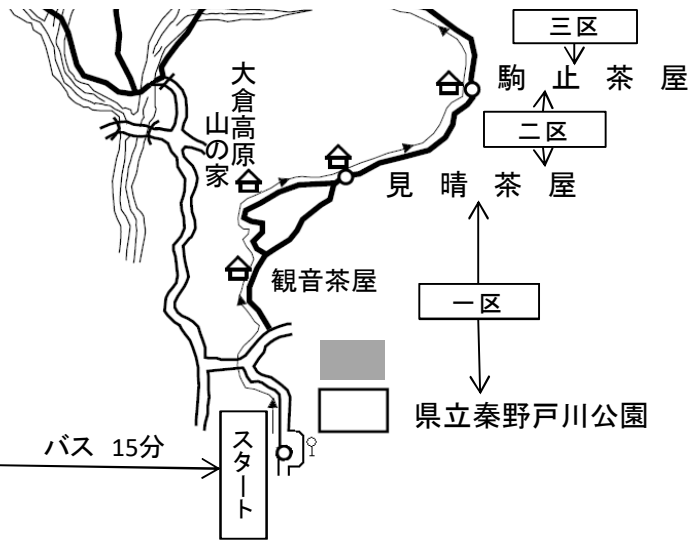 三区
駒止茶屋
二区
大倉高原
山の家
見晴茶屋
観音茶屋
一区
県立秦野戸川公園
バス 15分
スタート